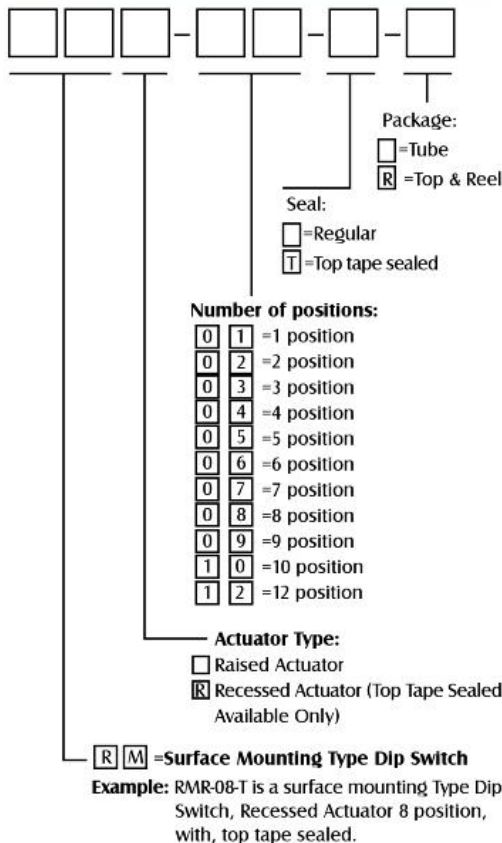 Package:
=Tube
R =Top & Reel
Seal:
=Regular
T =Top tape sealed
Number of positions:
0 1 =1 position
0 2 =2 position
0 3 =3 position
0 4 =4 position
0 5 =5 position
0 6 =6 position
0 7 =7 position
0 8 =8 position
0 9 =9 position
1 0 =10 position
1 2 =12 position
Actuator Type:
Raised Actuator
R Recessed Actuator (Top Tape Sealed
Available Only)
R M =Surface Mounting Type Dip Switch
Example: RMR-08-T is a surface mounting Type Dip
Switch, Recessed Actuator 8 position,
with, top tape sealed.